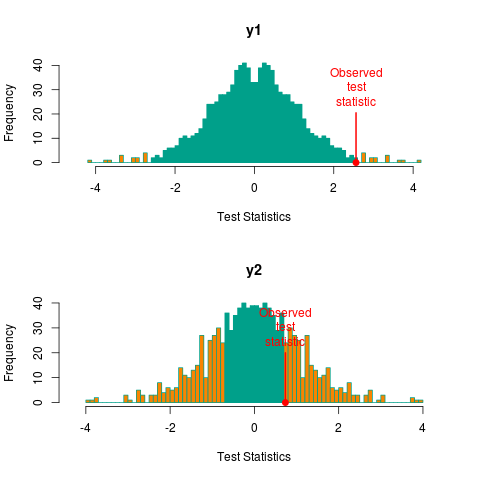 y1
Frequency
40
30
20
10
0
Observed
test
statistic
-4
-2
0
2
4
Test Statistics
y2
Frequency
40
30
20
10
0
Observed
test
statistic
-4
-2
0
2
4
Test Statistics